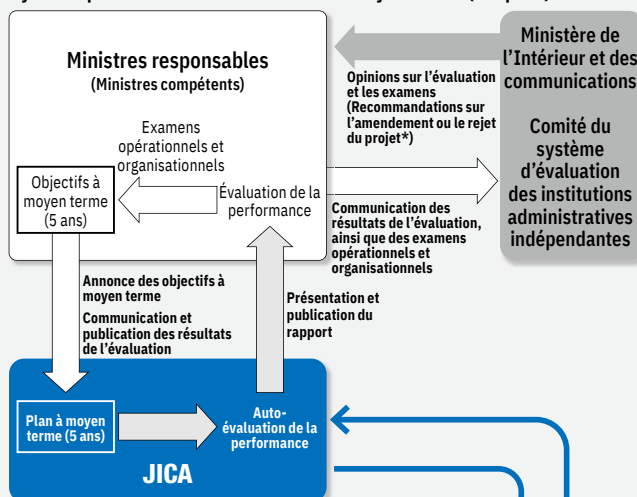 Ministres responsables
(Ministres compétents)
Examens
opérationnels et
organisationnels
Objectifs à
moyen terme
(5 ans)
Évaluation de la
performance
Opinions sur l’évaluation
et les examens
(Recommandations sur
l’amendement ou le rejet
du projet*)
Communication des
résultats de l’évaluation,
ainsi que des examens
opérationnels et
organisationnels
Ministère de
l’Intérieur et des
communications
Comité du
système
d’évaluation
des institutions
administratives
indépendantes
Annonce des objectifs à
moyen terme
Communication et
publication des résultats
de l’évaluation
Présentation et
publication du
rapport
Plan à moyen
terme (5 ans)
Auto-
évaluation de la
performance
JICA